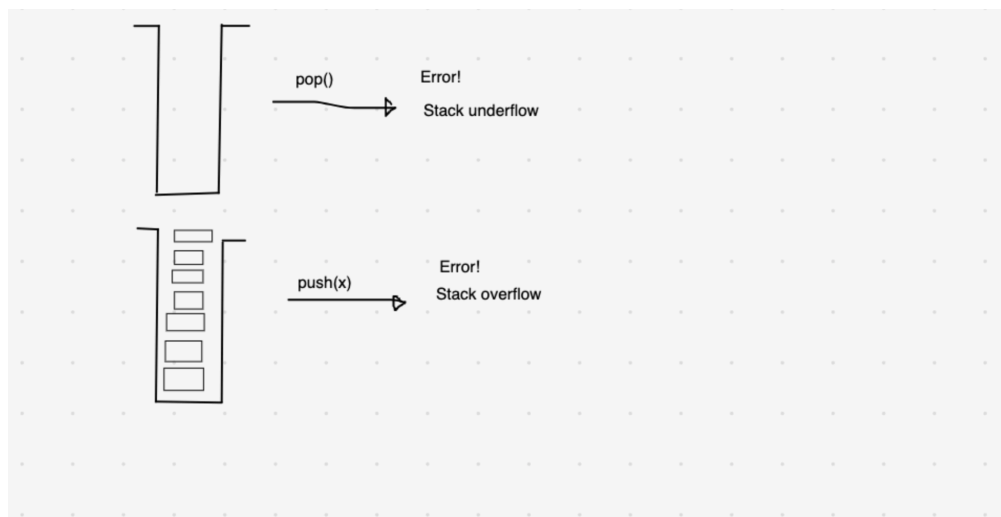 pop()
Error!
Stack underflow
push(x)
Error!
Stack overflow